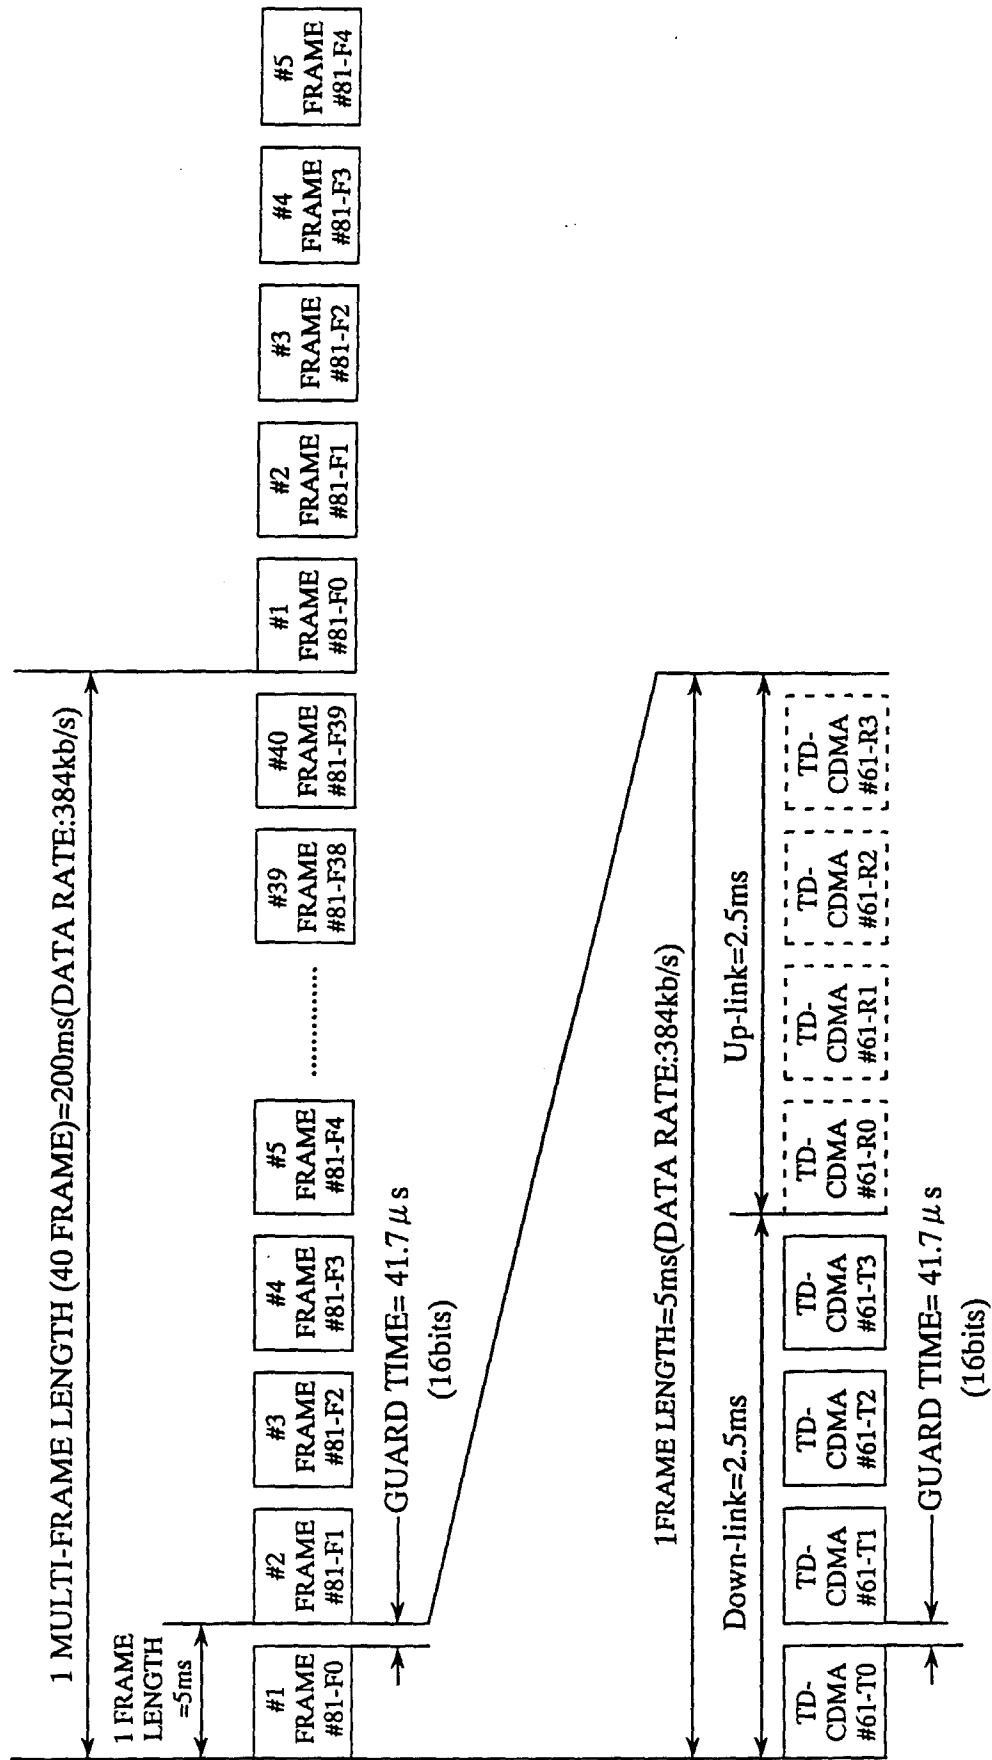 1 MULTI-FRAME LENGTH (40 FRAME)=200ms(DATA RATE:384kb/s)
1 FRAME
LENGTH
=5ms
#1
FRAME
#81-F0
#2
FRAME
#81-F1
#3
FRAME
#81-F2
#4
FRAME
#81-F3
#5
FRAME
#81-F4
.............
#39
FRAME
#81-F38
#40
FRAME
#81-F39
#1
FRAME
#81-F0
#2
FRAME
#81-F1
#3
FRAME
#81-F2
#4
FRAME
#81-F3
#5
FRAME
#81-F4
GUARD TIME= 41.7 μ s
(16bits)
1FRAME LENGTH=5ms(DATA RATE:384kb/s)
Down-link=2.5ms
Up-link=2.5ms
TD-
CDMA
#61-T0
TD-
CDMA
#61-T1
TD-
CDMA
#61-T2
TD-
CDMA
#61-T3
TD-
CDMA
#61-R0
TD-
CDMA
#61-R1
TD-
CDMA
#61-R2
TD-
CDMA
#61-R3
GUARD TIME= 41.7 μ s
(16bits)